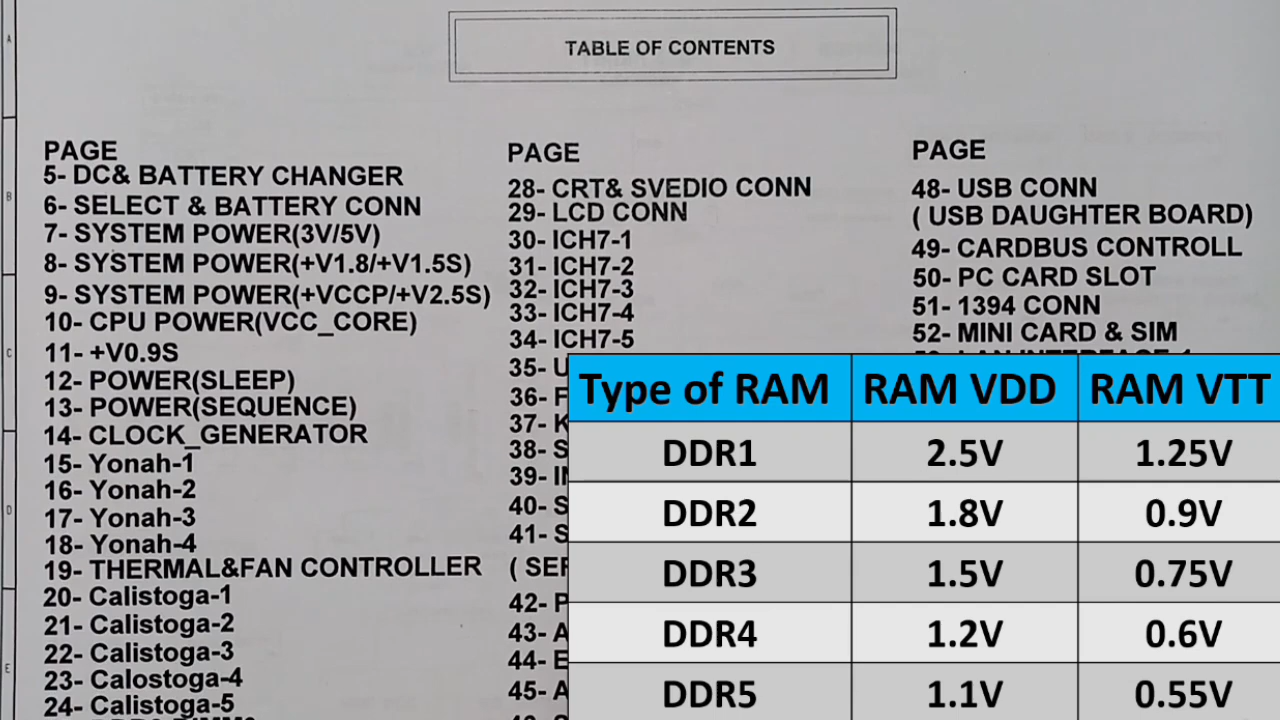 TABLE OF CONTENTS
PAGE
5- DC& BATTERY CHANGER
6- SELECT & BATTERY CONN
7- SYSTEM POWER(3V/5V)
8- SYSTEM POWER(+V1.8/+V1.5S)
9- SYSTEM POWER(+VCCP/+V2.5S)
10- CPU POWER(VCC_CORE)
11- +V0.9S
12- POWER(SLEEP)
13- POWER(SEQUENCE)
14- CLOCK_GENERATOR
15- Yonah-1
16- Yonah-2
17- Yonah-3
18- Yonah-4
19- THERMAL&FAN CONTROLLER
20- Calistoga-1
21- Calistoga-2
22- Calistoga-3
23- Calostoga-4
24- Calistoga-5
PAGE
28- CRT& SVEDIO CONN
29- LCD CONN
30- ICH7-1
31- ICH7-2
32- ICH7-3
33- ICH7-4
34- ICH7-5
35-
36-
37-
38-
39-
40-
41-
42-
43-
44-
45-
PAGE
48- USB CONN
( USB DAUGHTER BOARD)
49- CARDBUS CONTROLL
50- PC CARD SLOT
51- 1394 CONN
52- MINI CARD & SIM
Type of RAM RAM VDD RAM VTT
DDR1 2.5V 1.25V
DDR2 1.8V 0.9V
DDR3 1.5V 0.75V
DDR4 1.2V 0.6V
DDR5 1.1V 0.55V
A
B
C
D
E